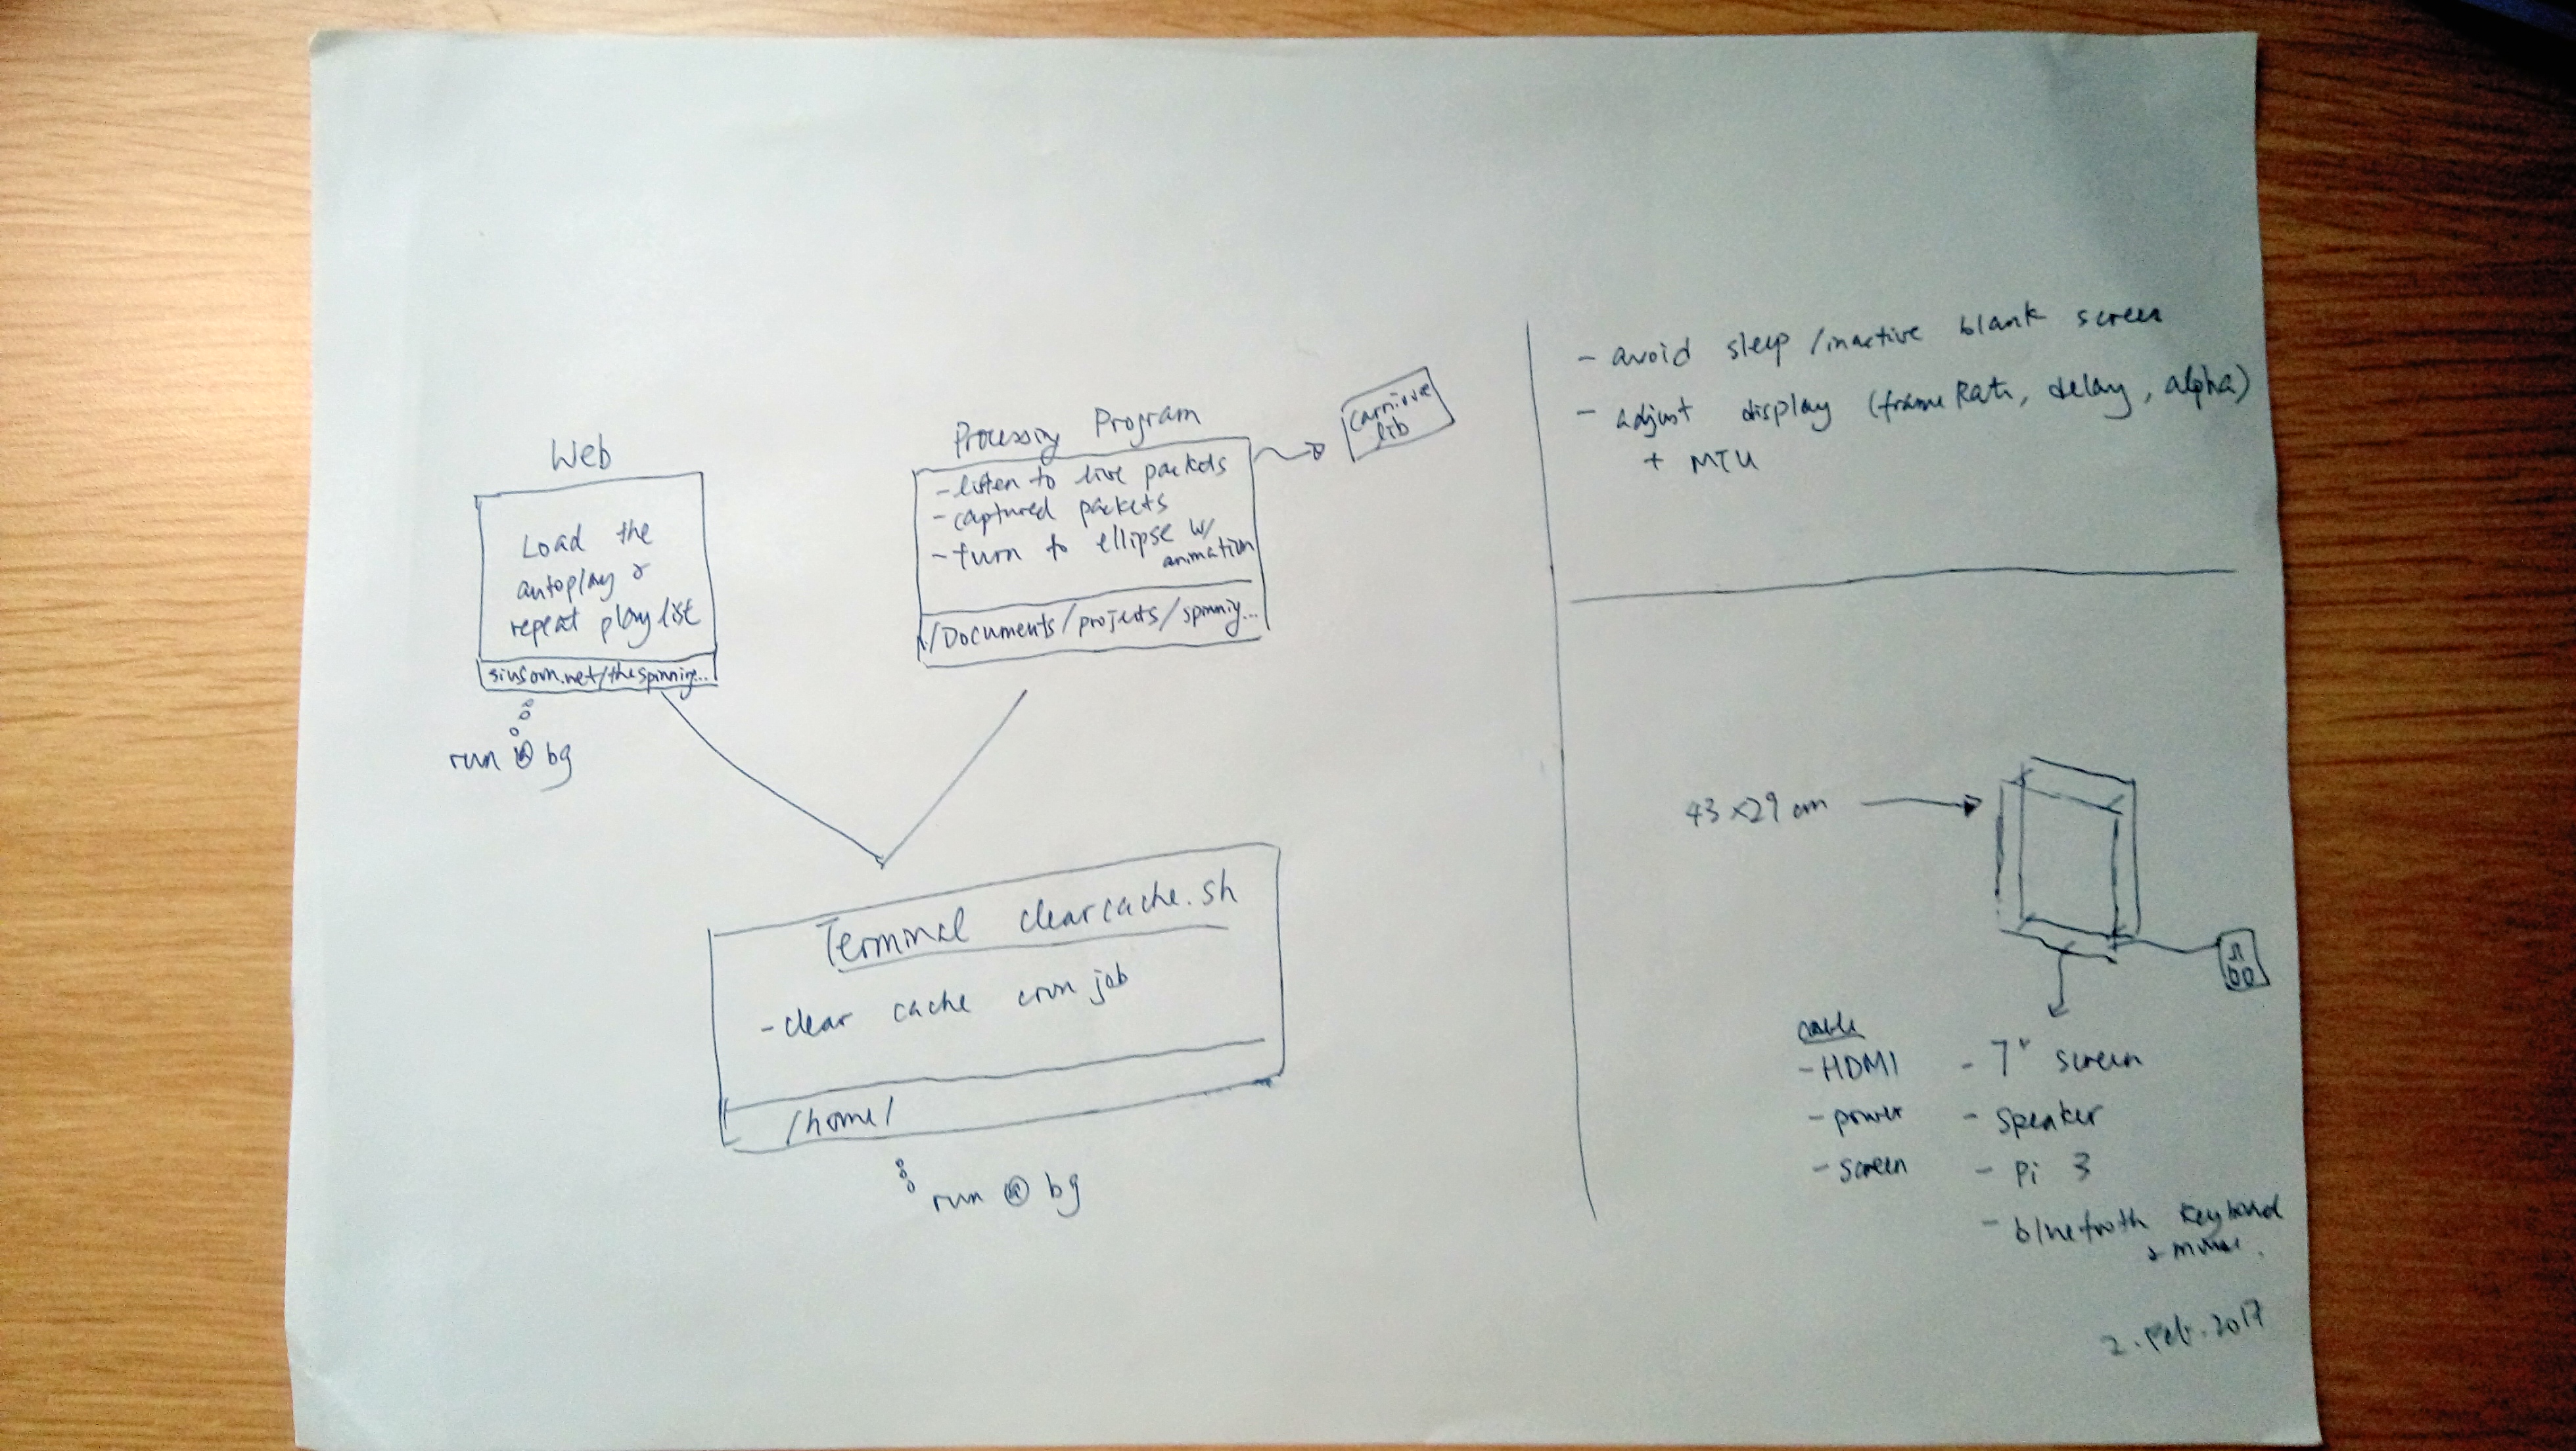 Web
Load the
autoplay &
repeat playlist
siusoon.net/thespinning...
run @ bg
Processing Program
- listen to live packets
- captured packets
- turn to ellipse w/
animation
/Documents/projects/spinnig...
carnivore
lib
Terminal clearcache.sh
- clear cache cron job
/home/
run @ bg
- avoid sleep /inactive blank screen
- adjust display (frameRate, delay, alpha)
+ MTU
43 x 29 cm
cable
- HDMI
- power
- screen
- 7" screen
- speaker
- Pi 3
- bluetooth keyboard
& mouse.
2. Feb. 2017